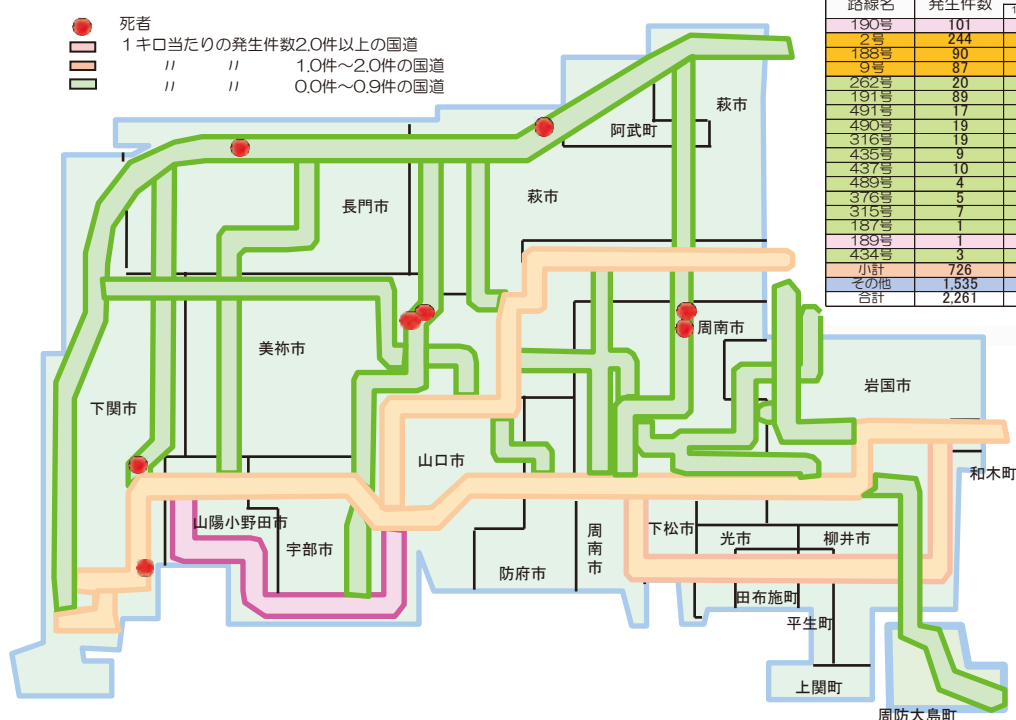 死者
1キロ当たりの発生件数2.0件以上の国道
〃 〃 1.0件～2.0件の国道
〃 〃 0.0件～0.9件の国道
路線名 発生件数
190号 101
2号 244
188号 90
9号 87
262号 20
191号 89
491号 17
490号 19
316号 19
435号 9
437号 10
489号 4
376号 5
315号 7
187号 1
189号 1
434号 3
小計 726
その他 1,535
合計 2,261
萩市
阿武町
萩市
長門市
周南市
美祢市
岩国市
下関市
山口市
和木町
山陽小野田市
下松市
周南市
光市
柳井市
宇部市
防府市
田布施町
平生町
上関町
周防大島町